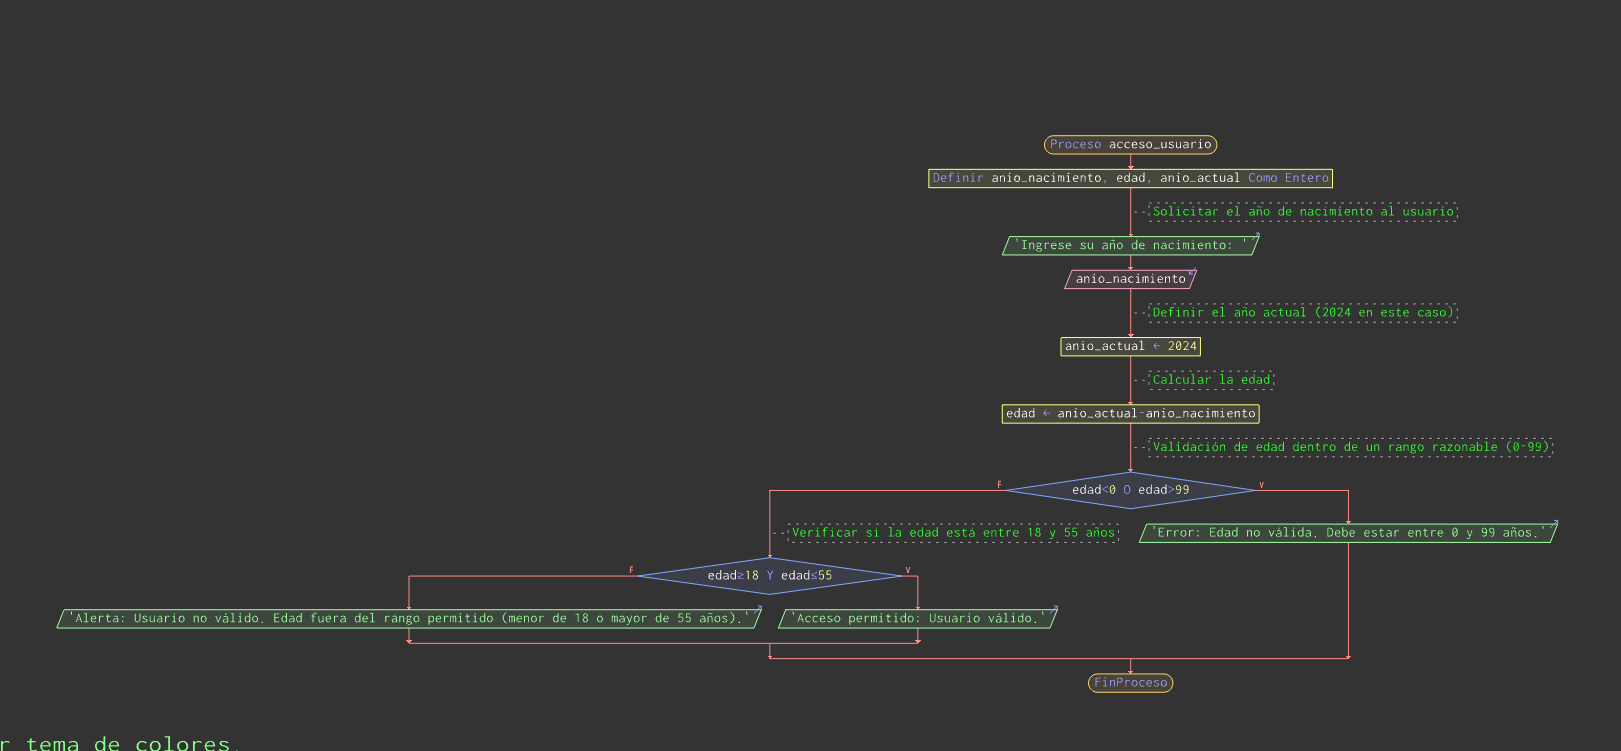 Proceso acceso_usuario
Definir anio_nacimiento, edad, anio_actual Como Entero
Solicitar el año de nacimiento al usuario
'Ingrese su año de nacimiento: '
anio_nacimiento
Definir el año actual (2024 en este caso)
anio_actual ← 2024
Calcular la edad
edad ← anio_actual-anio_nacimiento
Validación de edad dentro de un rango razonable (0-99)
F
edad<0 O edad>99
V
Verificar si la edad está entre 18 y 55 años
'Error: Edad no válida. Debe estar entre 0 y 99 años.'
F
edad≥18 Y edad≤55
V
'Alerta: Usuario no válido. Edad fuera del rango permitido (menor de 18 o mayor de 55 años).'
'Acceso permitido: Usuario válido.'
FinProceso
r tema de colores.